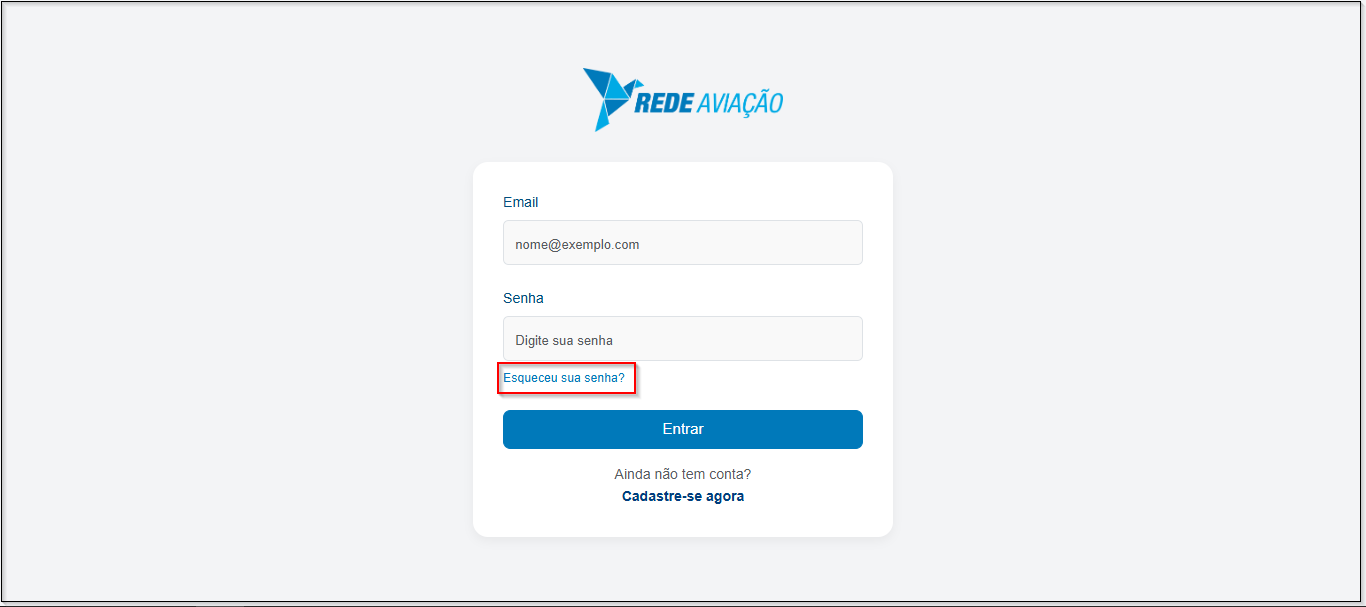 REDE AVIAÇÃO
Email
nome@exemplo.com
Senha
Digite sua senha
Esqueceu sua senha?
Entrar
Ainda não tem conta?
Cadastre-se agora